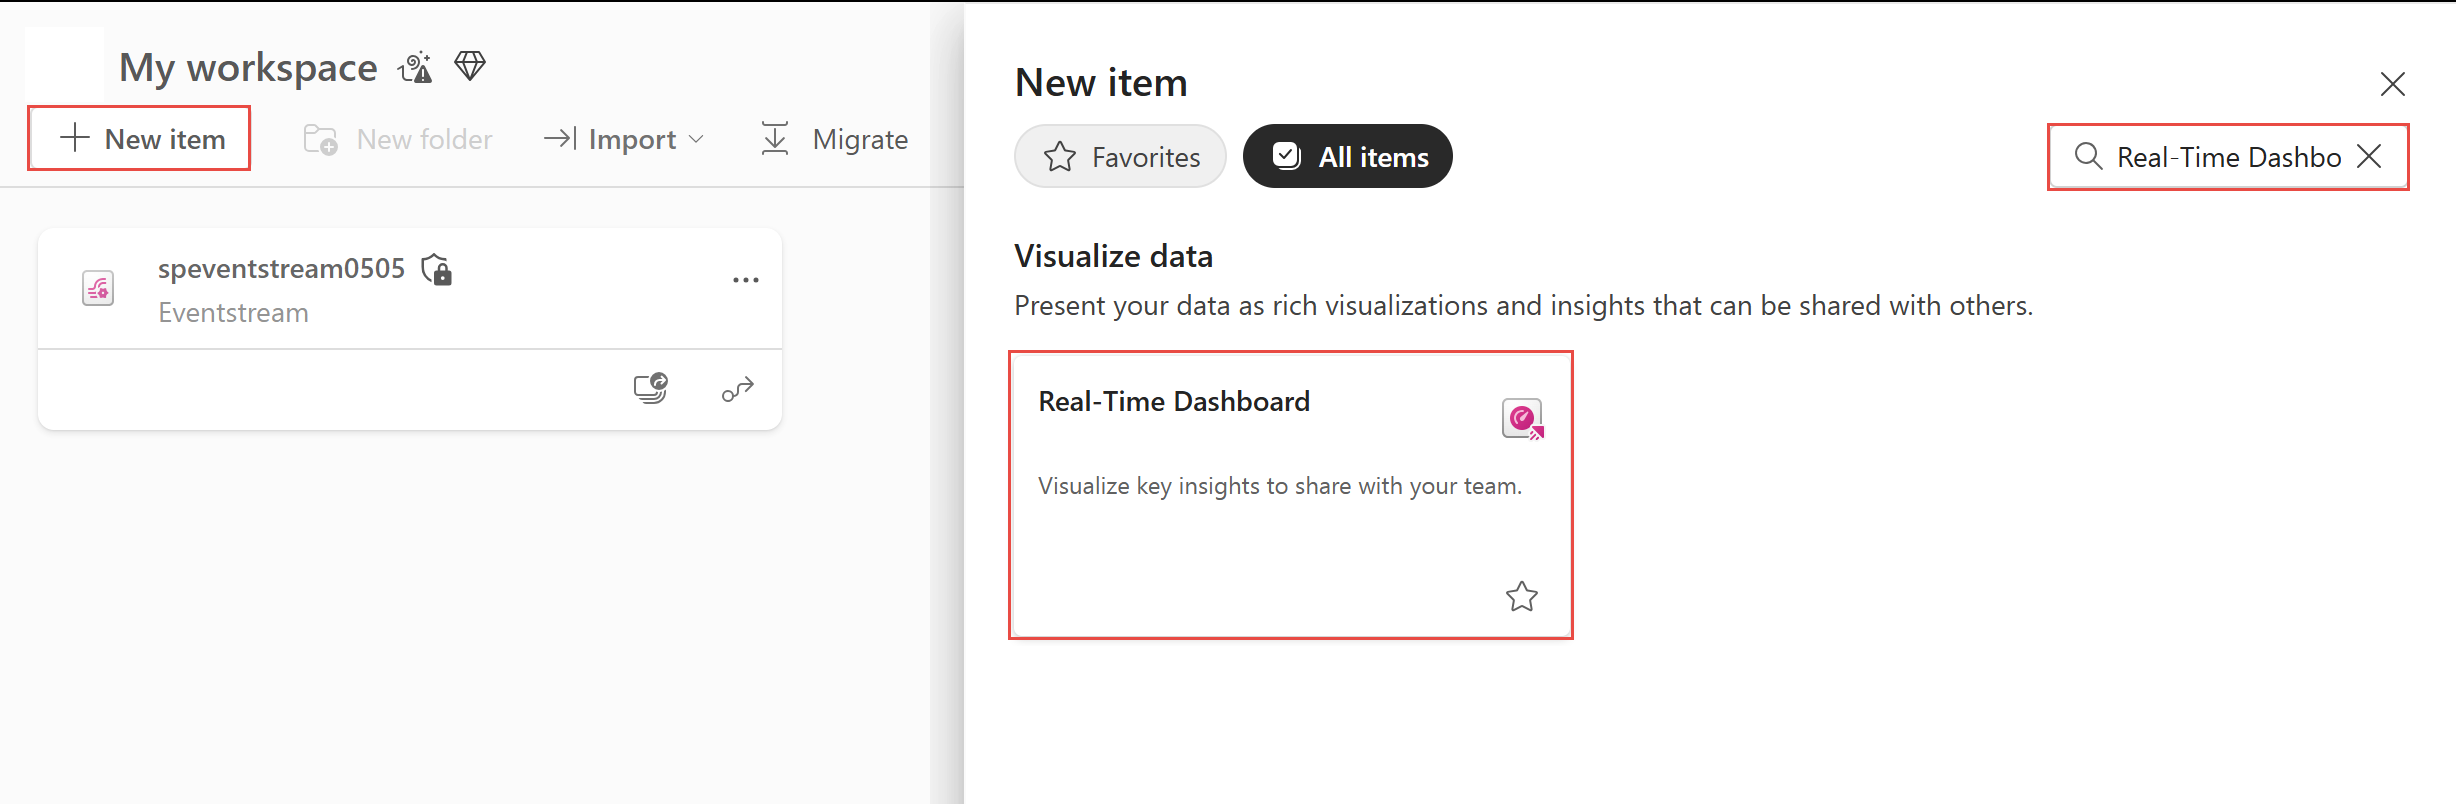 My workspace
New item
New folder
Import
Migrate
speventstream0505
Eventstream
New item
Favorites
All items
Real-Time Dashbo
Visualize data
Present your data as rich visualizations and insights that can be shared with others.
Real-Time Dashboard
Visualize key insights to share with your team.